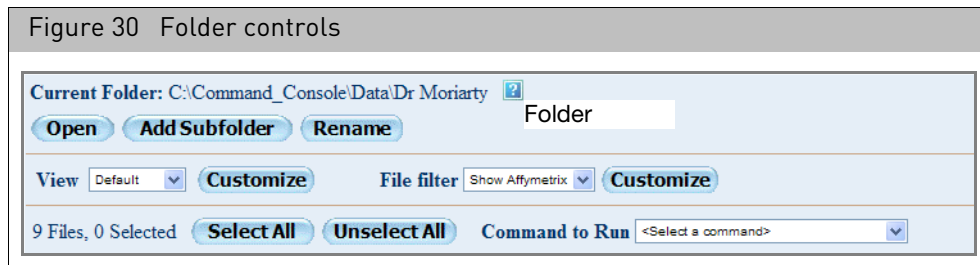 Figure 30 Folder controls
Current Folder: C:\Command_Console\Data\Dr Moriarty ?
Folder
Open Add Subfolder Rename
View Default Customize File filter Show Affymetrix Customize
9 Files, 0 Selected Select All Unselect All Command to Run <Select a command>